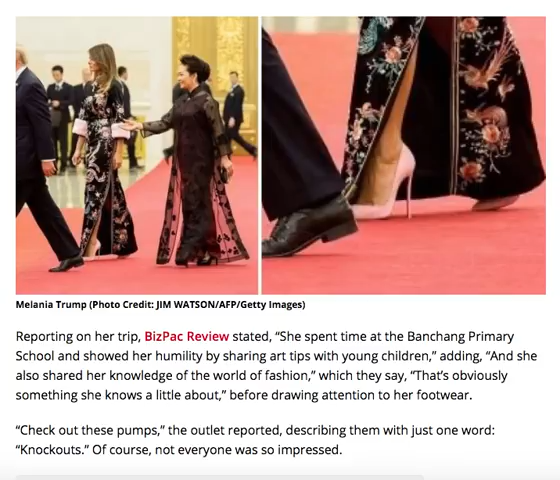 Melania Trump (Photo Credit: JIM WATSON/AFP/Getty Images)
Reporting on her trip, BizPac Review stated, “She spent time at the Banchang Primary
School and showed her humility by sharing art tips with young children,” adding, “And she
also shared her knowledge of the world of fashion,” which they say, “That’s obviously
something she knows a little about,” before drawing attention to her footwear.
“Check out these pumps,” the outlet reported, describing them with just one word:
“Knockouts.” Of course, not everyone was so impressed.